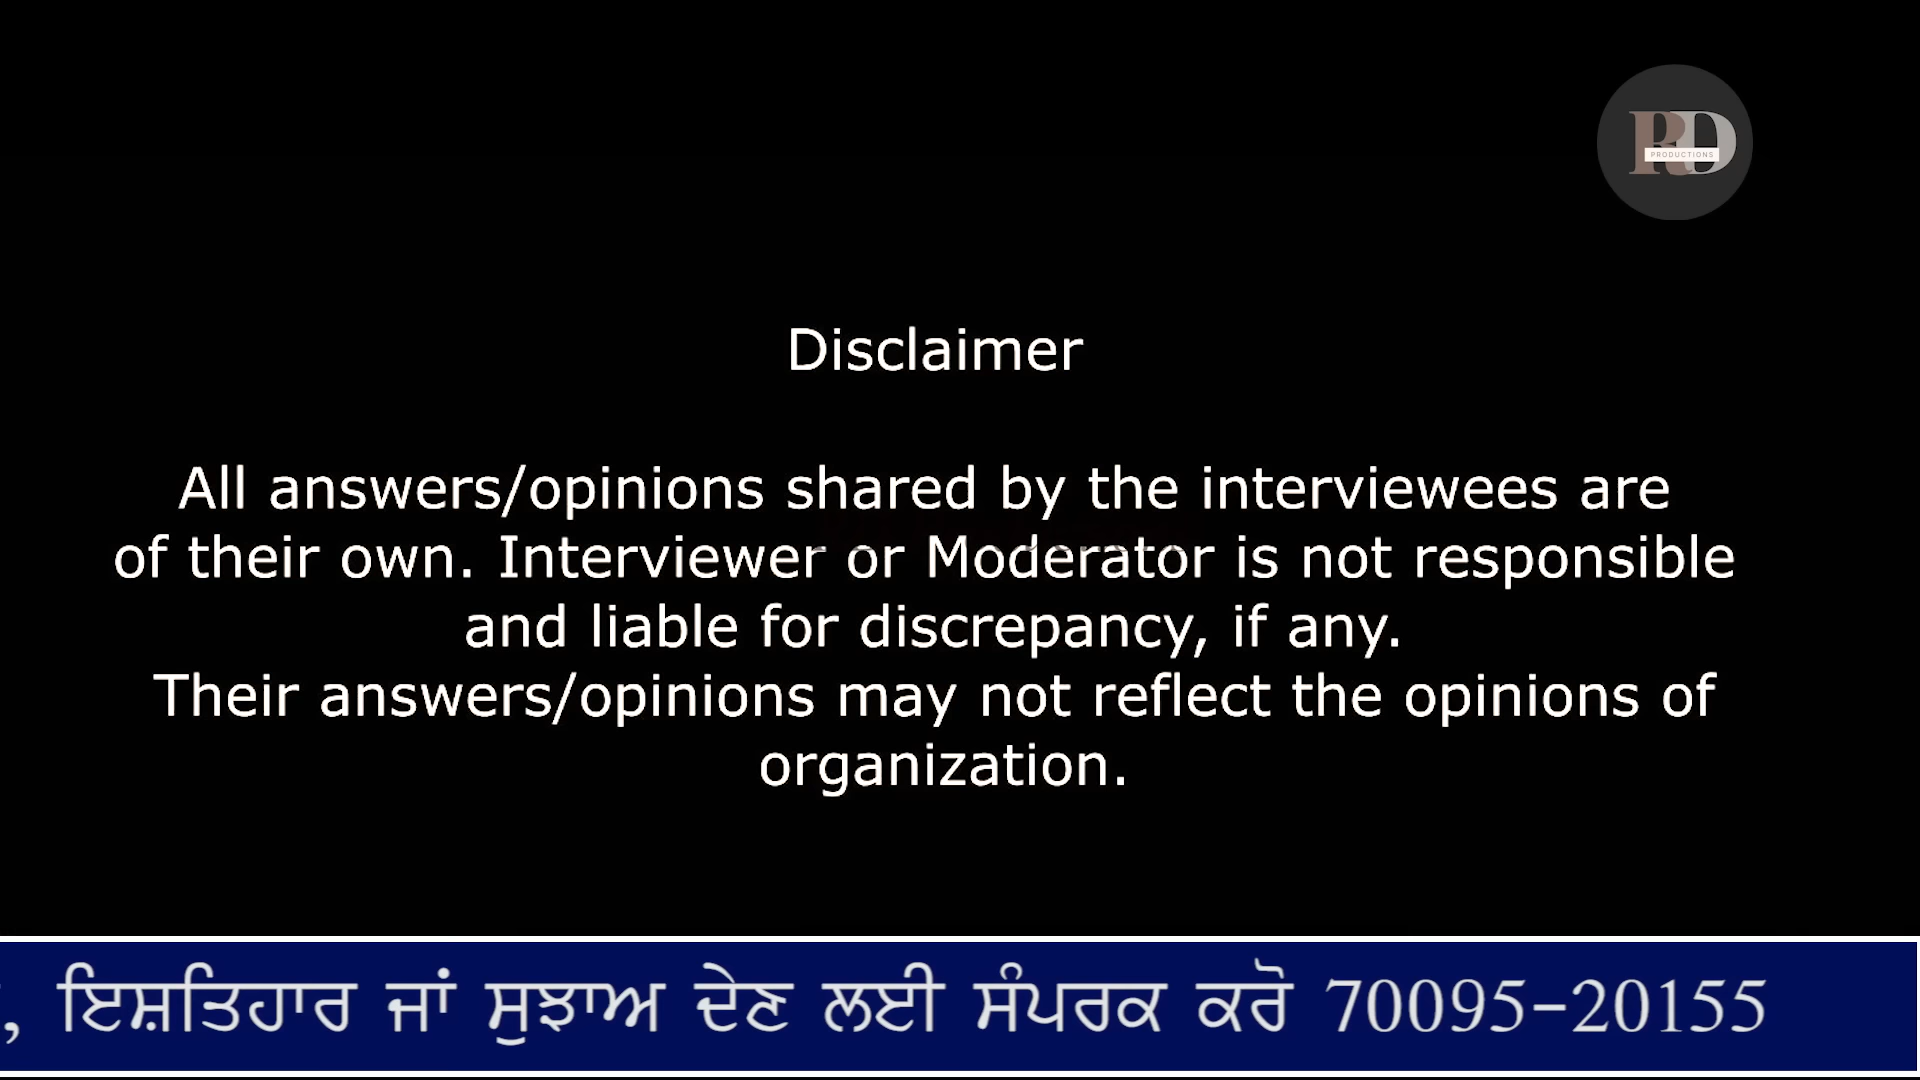 RD
PRODUCTIONS
Disclaimer
All answers/opinions shared by the interviewees are
of their own. Interviewer or Moderator is not responsible
and liable for discrepancy, if any.
Their answers/opinions may not reflect the opinions of
organization.
, ਇਸ਼ਤਿਹਾਰ ਜਾਂ ਸੁਝਾਅ ਦੇਣ ਲਈ ਸੰਪਰਕ ਕਰੋ 70095-20155